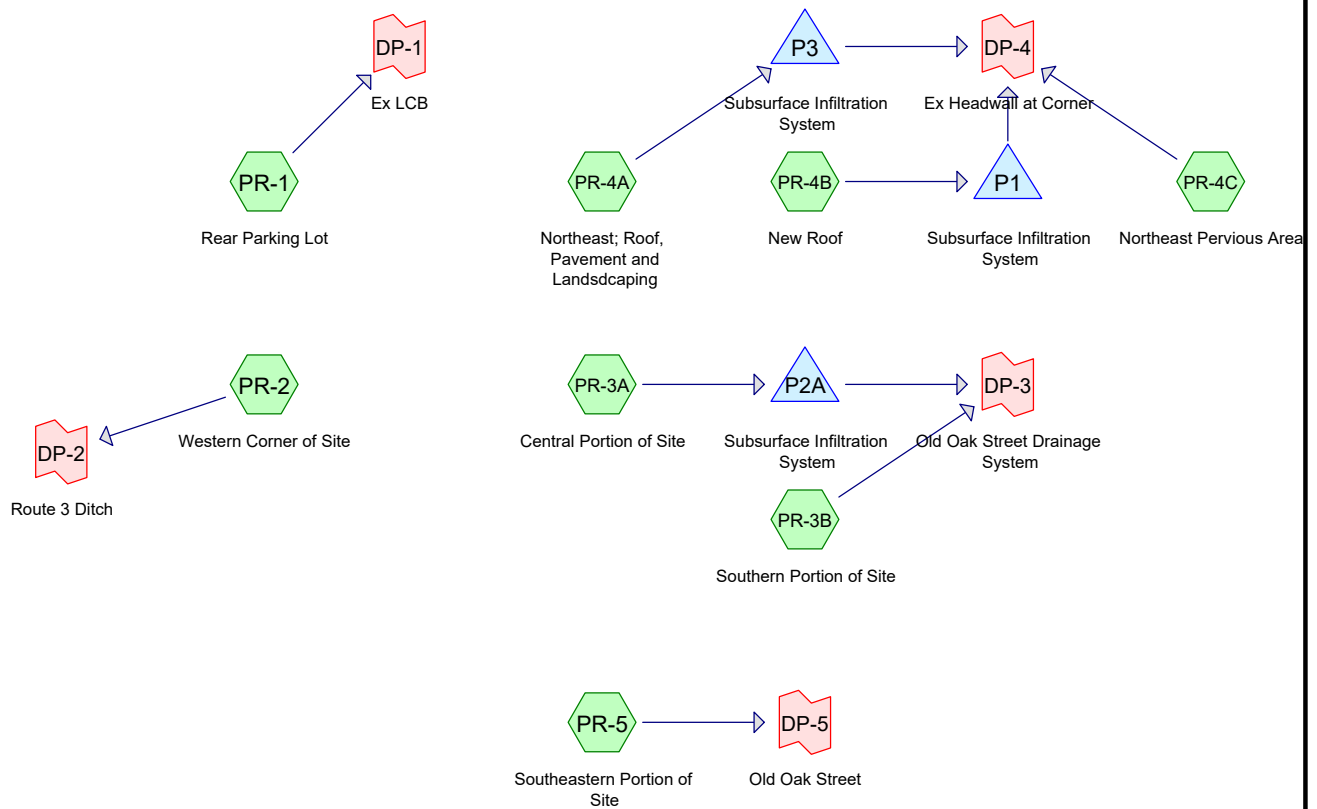 DP-1
Ex LCB
P3
Subsurface Infiltration
System
DP-4
Ex Headwall at Corner
PR-1
Rear Parking Lot
PR-4A
Northeast; Roof,
Pavement and
Landsdcaping
PR-4B
New Roof
P1
Subsurface Infiltration
System
PR-4C
Northeast Pervious Area
PR-2
Western Corner of Site
DP-2
Route 3 Ditch
PR-3A
Central Portion of Site
P2A
Subsurface Infiltration
System
DP-3
Old Oak Street Drainage
System
PR-3B
Southern Portion of Site
PR-5
Southeastern Portion of
Site
DP-5
Old Oak Street